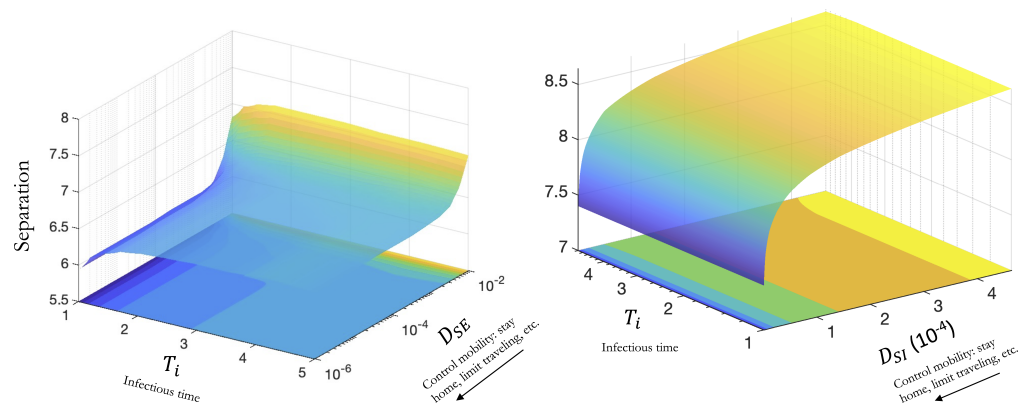 Separation
8
7.5
7
6.5
6
5.5
1
2
3
4
5
T_i
Infectious time
10^-6
10^-4
10^-2
D_SE
Control mobility: stay
home, limit traveling, etc.
8.5
8
7.5
7
4
3
2
1
T_i
Infectious time
1
2
3
4
D_SI (10^-4)
Control mobility: stay
home, limit traveling, etc.